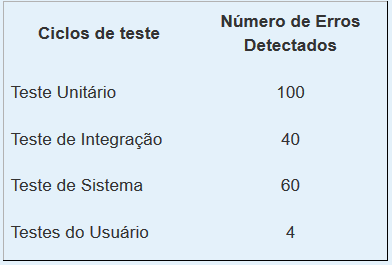 Ciclos de teste Número de Erros
Detectados
Teste Unitário 100
Teste de Integração 40
Teste de Sistema 60
Testes do Usuário 4